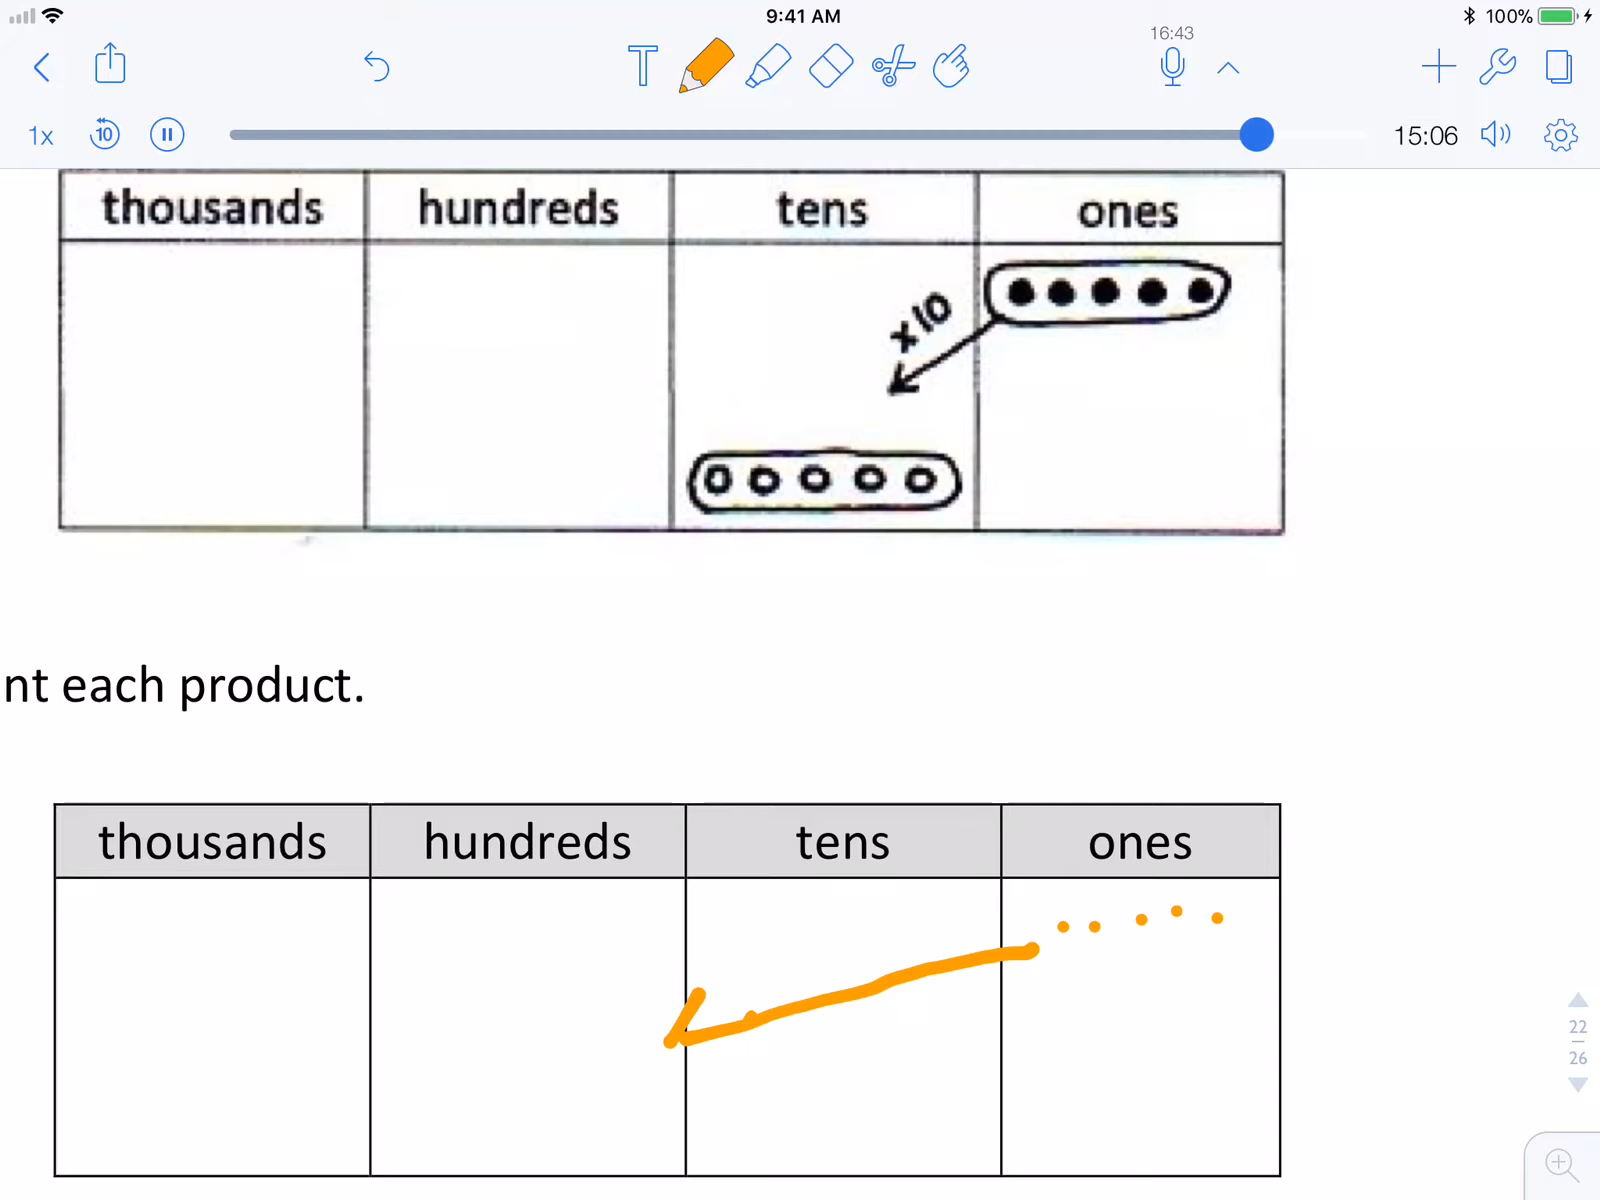 9:41 AM
100%
T
16:43
1x
10
15:06
thousands hundreds tens ones
x10
nt each product.
thousands hundreds tens ones
22
26